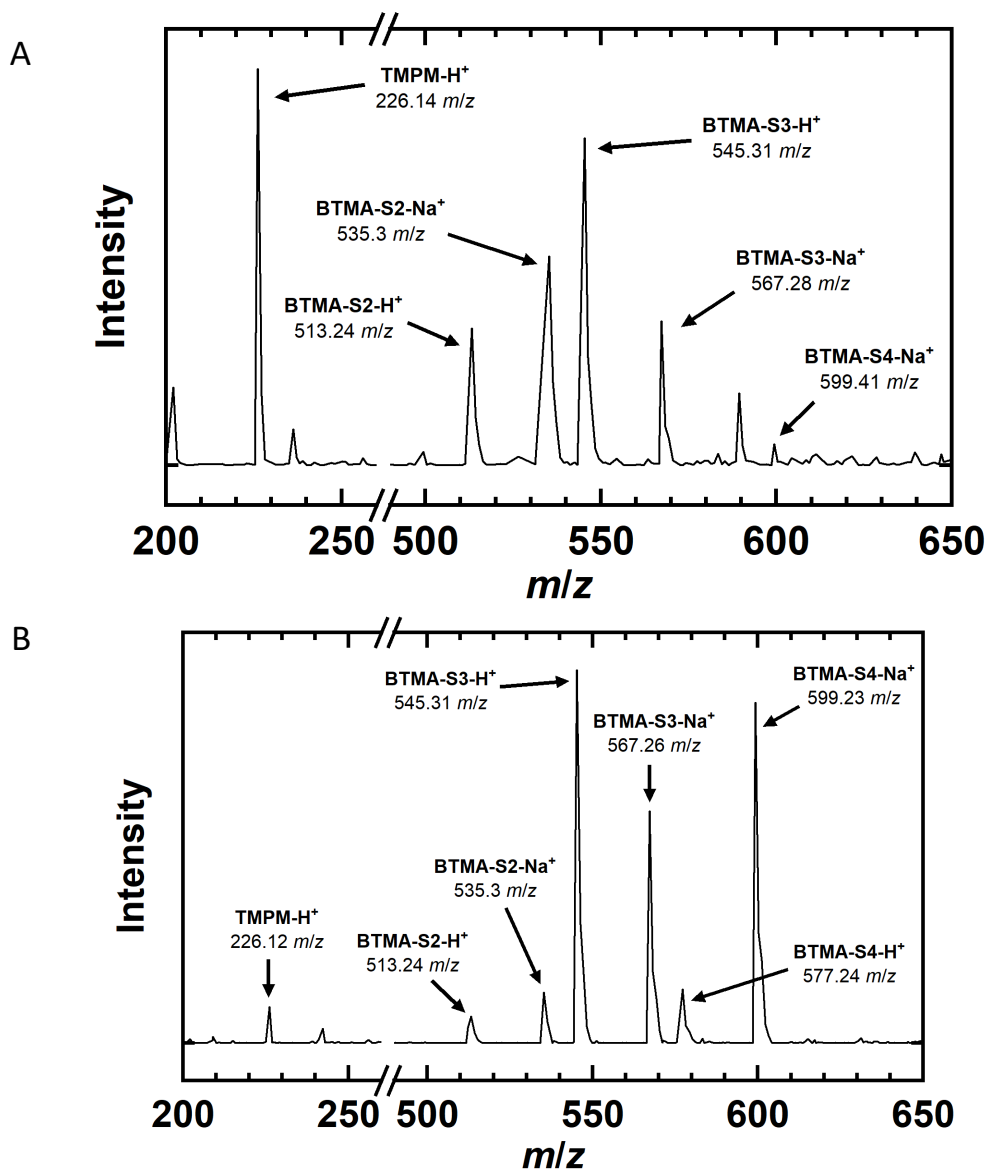 A
TMPM-H⁺
226.14 m/z
BTMA-S3-H⁺
545.31 m/z
BTMA-S2-Na⁺
535.3 m/z
BTMA-S3-Na⁺
567.28 m/z
BTMA-S2-H⁺
513.24 m/z
BTMA-S4-Na⁺
599.41 m/z
Intensity
200 250 500 550 600 650
m/z
B
BTMA-S3-H⁺
545.31 m/z
BTMA-S4-Na⁺
599.23 m/z
BTMA-S3-Na⁺
567.26 m/z
BTMA-S2-Na⁺
535.3 m/z
TMPM-H⁺
226.12 m/z
BTMA-S2-H⁺
513.24 m/z
BTMA-S4-H⁺
577.24 m/z
Intensity
200 250 500 550 600 650
m/z